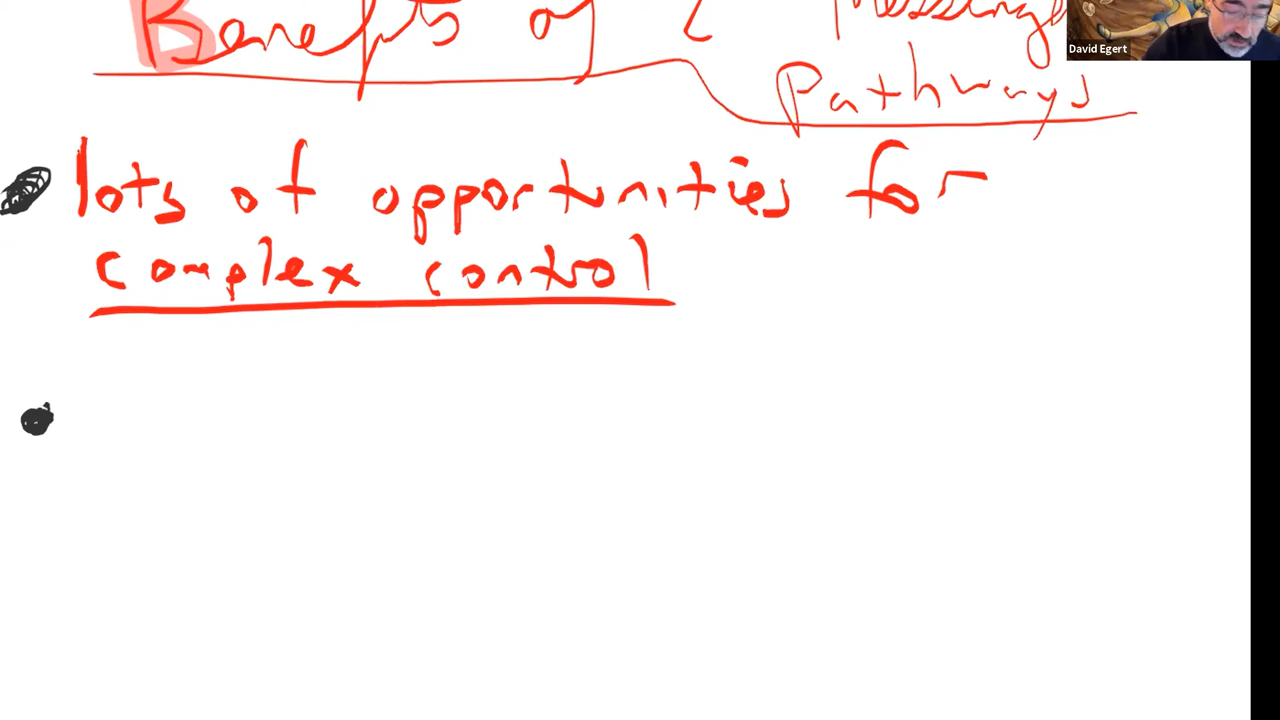 Benefits of 2 Messenger
David Egert
Pathways
lots of opportunities for
complex control